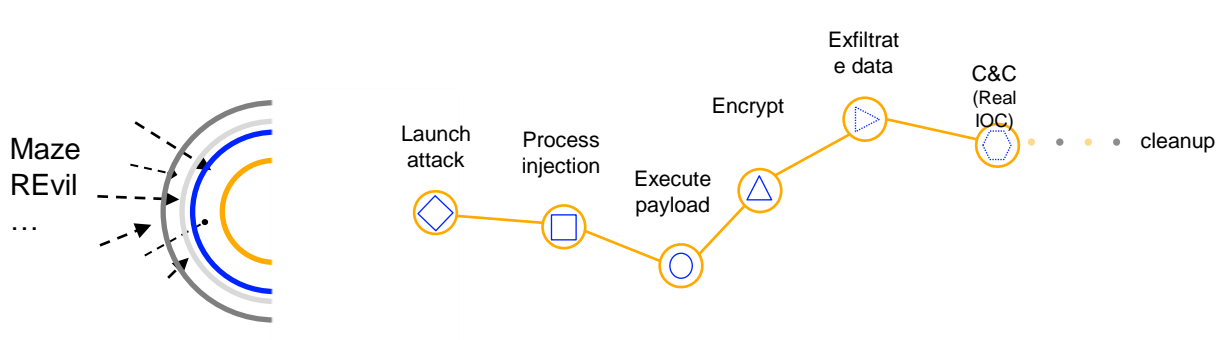 Maze
REvil
…
Launch
attack
Process
injection
Execute
payload
Encrypt
Exfiltrat
e data
C&C
(Real
IOC)
cleanup